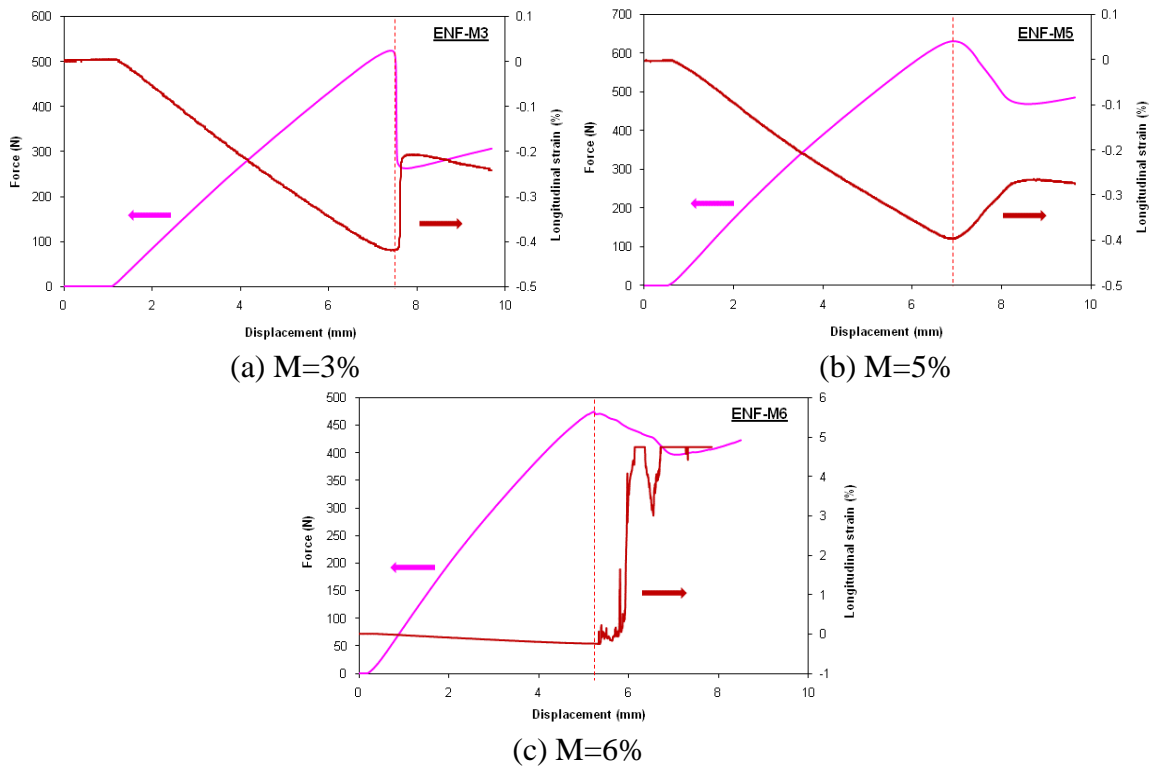 ENF-M3
600
500
400
300
200
100
0
Force (N)
0.1
0
-0.1
-0.2
-0.3
-0.4
-0.5
Longitudinal strain (%)
0 2 4 6 8 10
Displacement (mm)
(a) M=3%
ENF-M5
700
600
500
400
300
200
100
0
Force (N)
0.1
0
-0.1
-0.2
-0.3
-0.4
-0.5
Longitudinal strain (%)
0 2 4 6 8 10
Displacement (mm)
(b) M=5%
ENF-M6
500
450
400
350
300
250
200
150
100
50
0
Force (N)
6
5
4
3
2
1
0
-1
Longitudinal strain (%)
0 2 4 6 8 10
Displacement (mm)
(c) M=6%